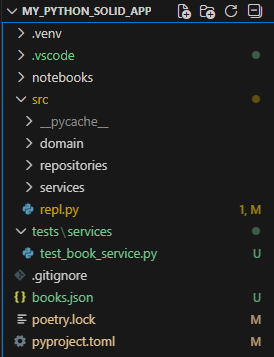 MY_PYTHON_SOLID_APP
.venv
.vscode
notebooks
src
__pycache__
domain
repositories
services
repl.py 1, M
tests\services
test_book_service.py U
.gitignore
{} books.json U
poetry.lock M
pyproject.toml M